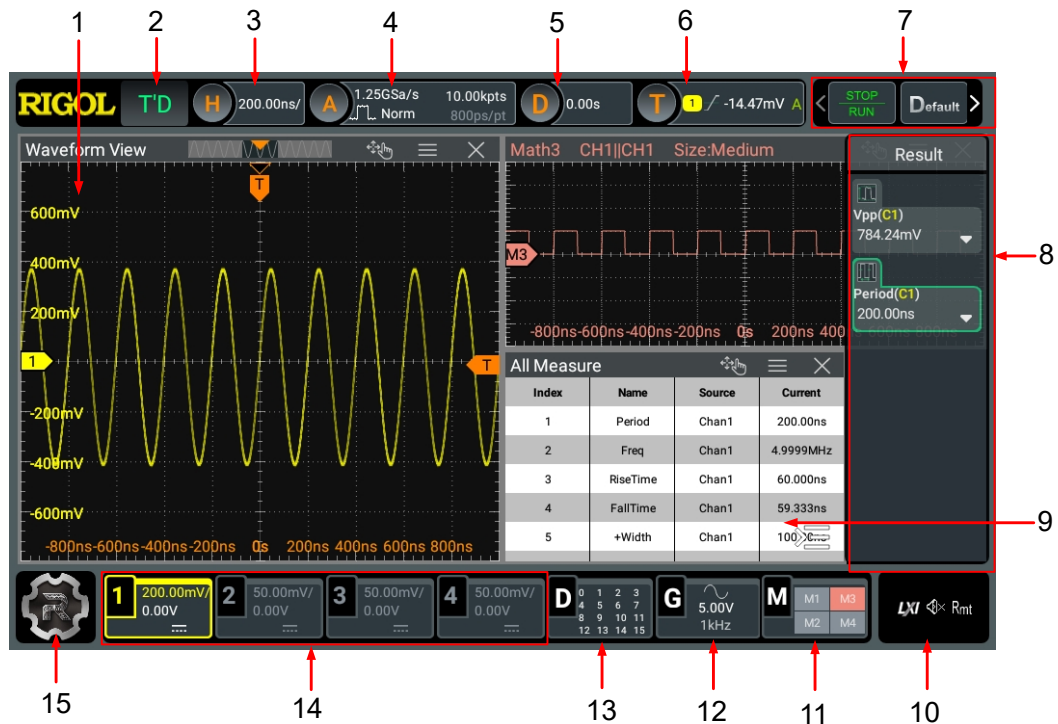 1 2 3 4 5 6 7
RIGOL T'D H 200.00ns/ A 1.25GSa/s 10.00kpts D 0.00s T 1 -14.47mV A < STOP Default >
Norm 800ps/pt RUN
Waveform View
T
600mV
400mV
200mV
1 T
-200mV
-400mV
-600mV
-800ns -600ns -400ns -200ns 0s 200ns 400ns 600ns 800ns
Math3 CH1||CH1 Size:Medium
M3
-800ns -600ns -400ns -200ns 0s 200ns 400
All Measure
Index Name Source Current
1 Period Chan1 200.00ns
2 Freq Chan1 4.9999MHz
3 RiseTime Chan1 60.000ns
4 FallTime Chan1 59.333ns
5 +Width Chan1
Result
Vpp(C1)
784.24mV
Period(C1)
200.00ns
8
9
1 200.00mV/
0.00V
2 50.00mV/
0.00V
3 50.00mV/
0.00V
4 50.00mV/
0.00V
D 0 1 2 3
4 5 6 7
8 9 10 11
12 13 14 15
G 5.00V
1kHz
M M1 M3
M2 M4
LXI Rmt
R
15 14 13 12 11 10